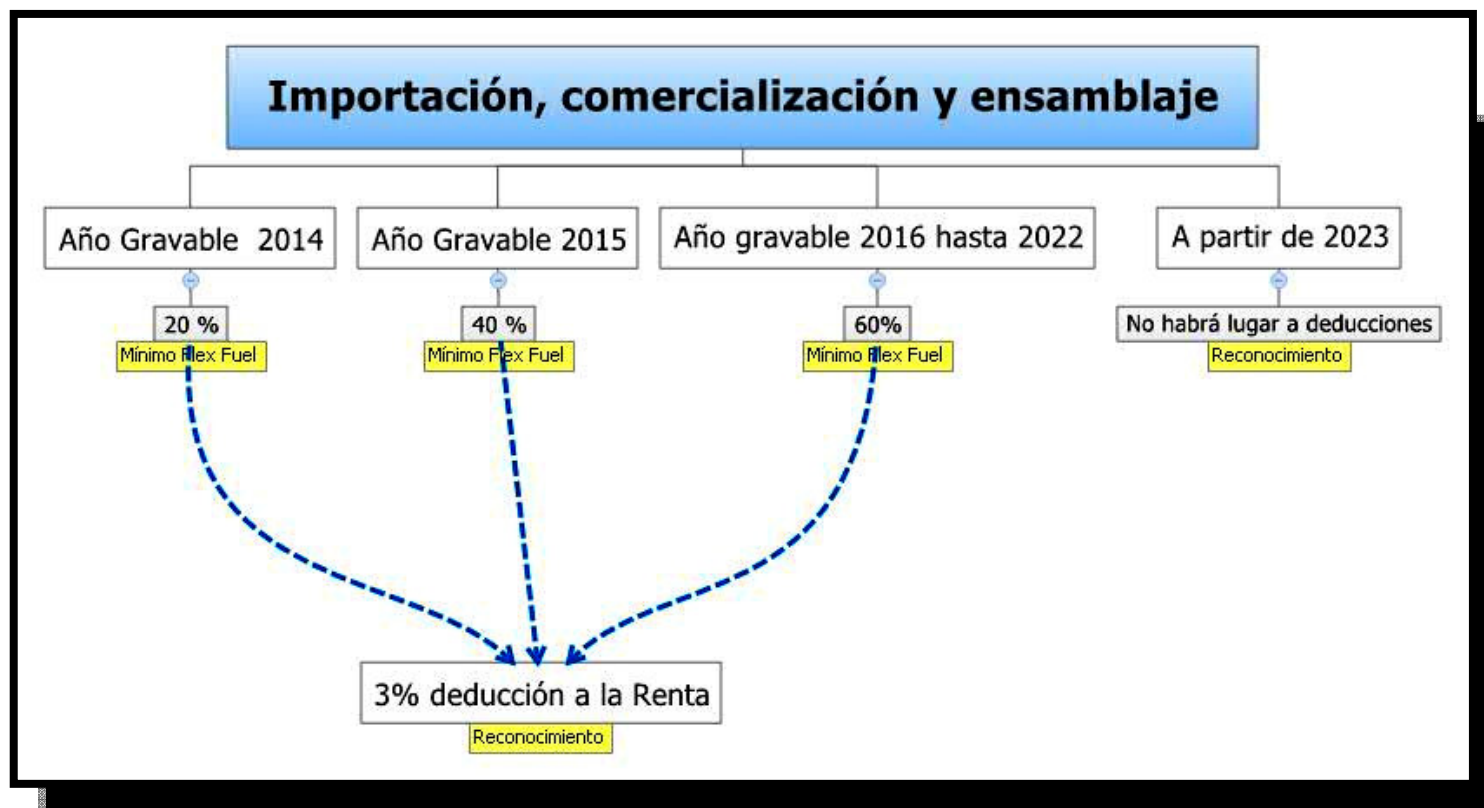 Importación, comercialización y ensamblaje
Año Gravable 2014
Año Gravable 2015
Año gravable 2016 hasta 2022
A partir de 2023
20 %
40 %
60%
No habrá lugar a deducciones
Mínimo Flex Fuel
Mínimo Flex Fuel
Mínimo Flex Fuel
Reconocimiento
3% deducción a la Renta
Reconocimiento